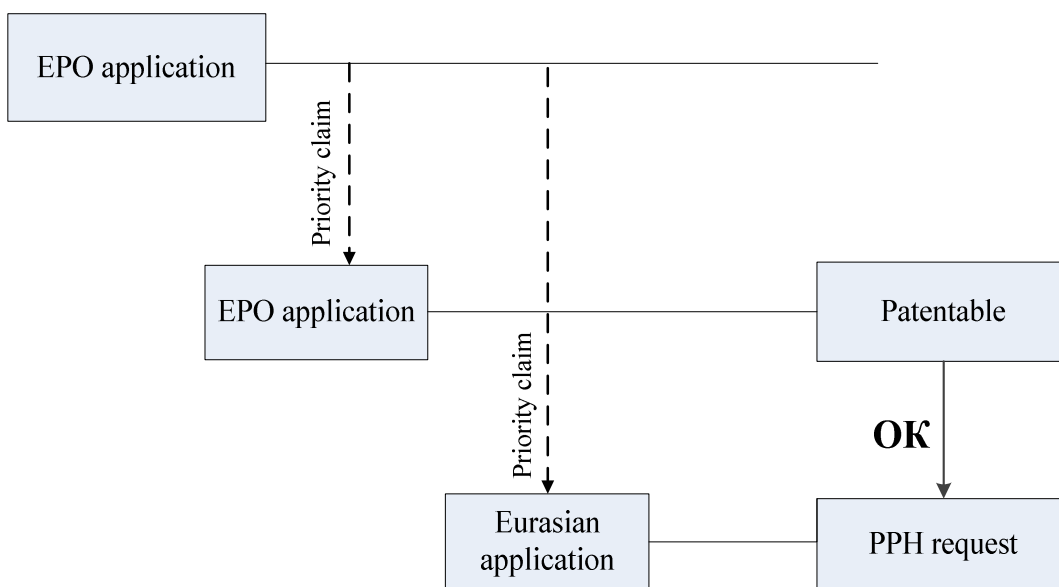 EPO application
Priority claim
EPO application
Patentable
Priority claim
OK
Eurasian
application
PPH request